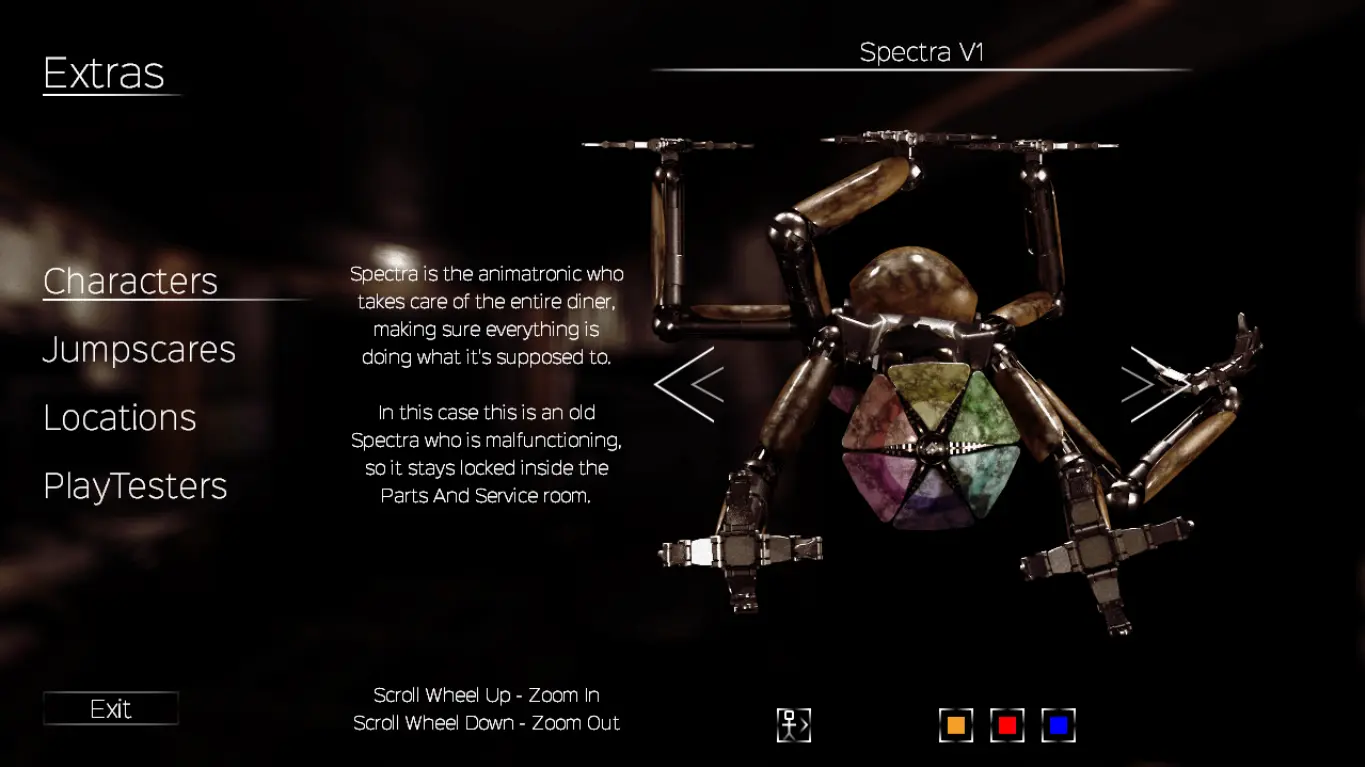 Extras
Spectra V1
Characters
Jumpscares
Locations
PlayTesters
Spectra is the animatronic who
takes care of the entire diner,
making sure everything is
doing what it's supposed to.
In this case this is an old
Spectra who is malfunctioning,
so it stays locked inside the
Parts And Service room.
Exit
Scroll Wheel Up - Zoom In
Scroll Wheel Down - Zoom Out